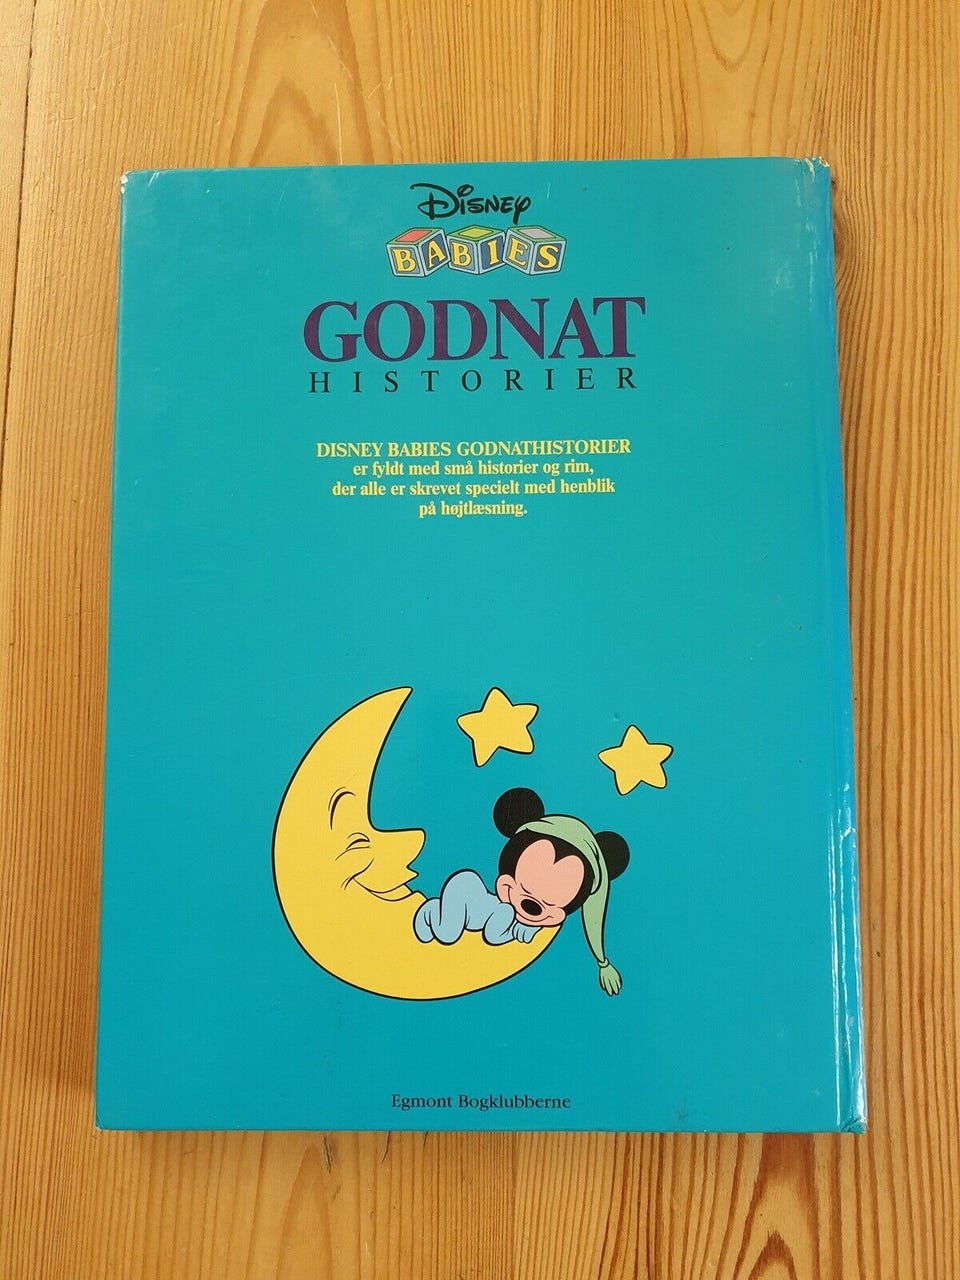 Disney
BABIES
GODNAT
HISTORIER
DISNEY BABIES GODNATHISTORIER
er fyldt med små historier og rim,
der alle er skrevet specielt med henblik
på højtlæsning.
Egmont Bogklubberne